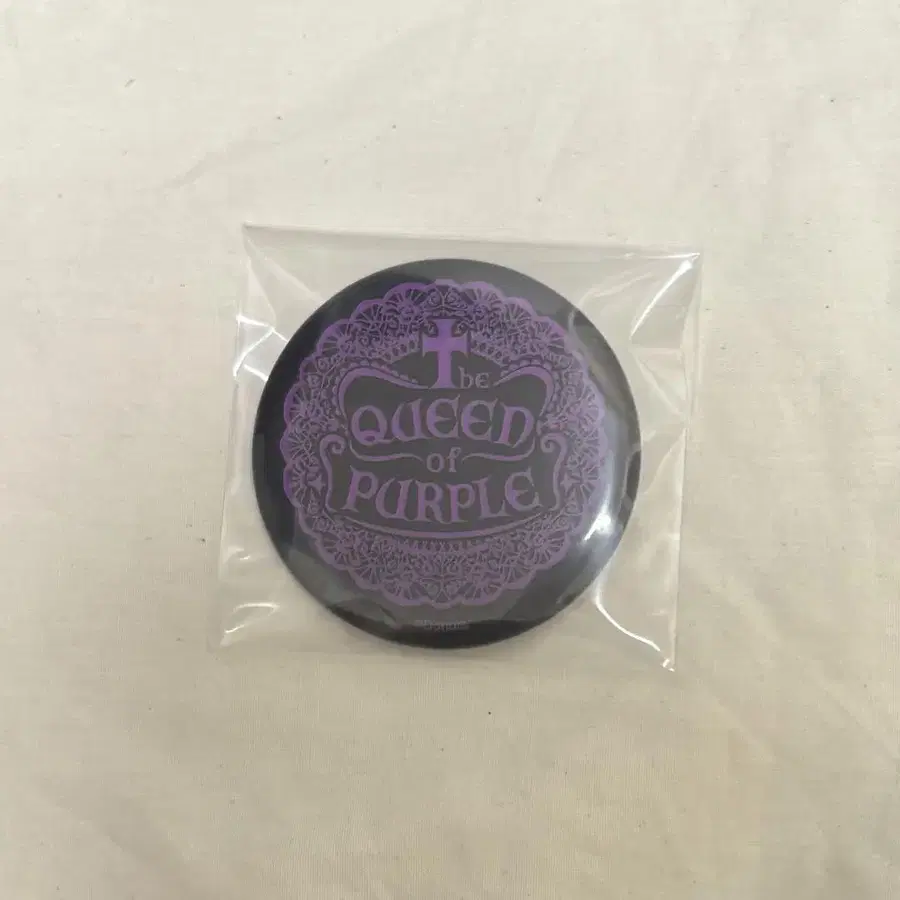 The
QUEEN
of
PURPLE